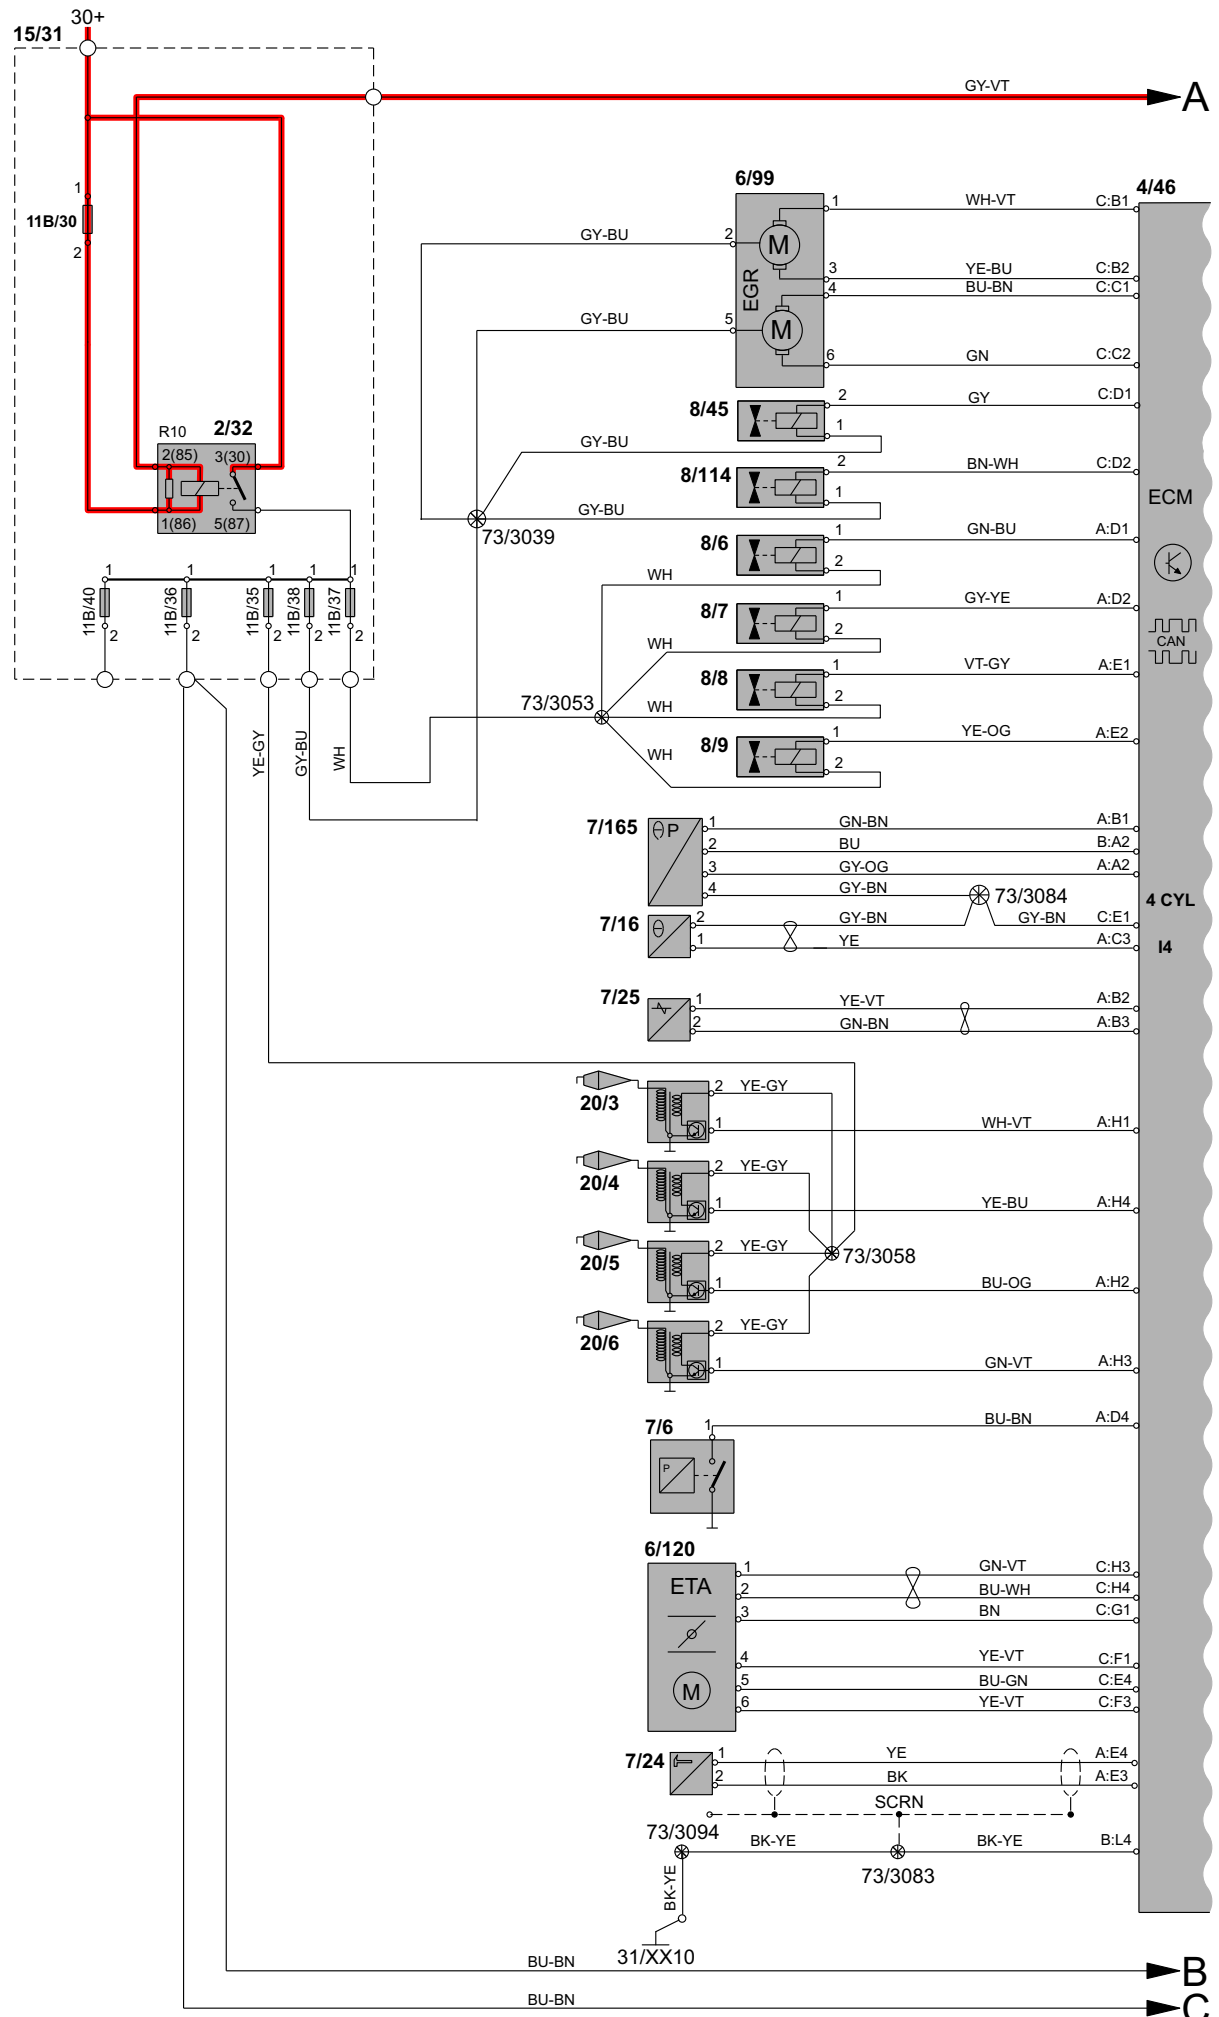 30+
15/31
GY-VT
A
6/99
4/46
1
WH-VT
C:B1
1
11B/30
2
GY-BU
2
M
EGR
3
YE-BU
C:B2
4
BU-BN
C:C1
GY-BU
5
M
6
GN
C:C2
8/45
2
GY
C:D1
1
R10
2/32
2(85)
3(30)
GY-BU
8/114
2
BN-WH
C:D2
1
ECM
1(86)
5(87)
GY-BU
73/3039
8/6
1
GN-BU
A:D1
2
WH
1
1
1
1
1
11B/40
11B/36
11B/35
11B/38
11B/37
2
2
2
2
2
8/7
1
GY-YE
A:D2
2
WH
CAN
8/8
1
VT-GY
A:E1
2
73/3053
WH
YE-GY
GY-BU
WH
8/9
1
YE-OG
A:E2
2
WH
7/165
P
1
GN-BN
A:B1
2
BU
B:A2
3
GY-OG
A:A2
4
GY-BN
73/3084
4 CYL
7/16
2
GY-BN
GY-BN
C:E1
1
YE
A:C3
I4
7/25
1
YE-VT
A:B2
2
GN-BN
A:B3
20/3
2
YE-GY
1
WH-VT
A:H1
20/4
2
YE-GY
1
YE-BU
A:H4
20/5
2
YE-GY
73/3058
1
BU-OG
A:H2
20/6
2
YE-GY
1
GN-VT
A:H3
7/6
1
BU-BN
A:D4
P
6/120
ETA
M
1
GN-VT
C:H3
2
BU-WH
C:H4
3
BN
C:G1
4
YE-VT
C:F1
5
BU-GN
C:E4
6
YE-VT
C:F3
7/24
1
YE
A:E4
2
BK
A:E3
SCRN
73/3094
BK-YE
BK-YE
B:L4
73/3083
BK-YE
31/XX10
BU-BN
B
BU-BN
C